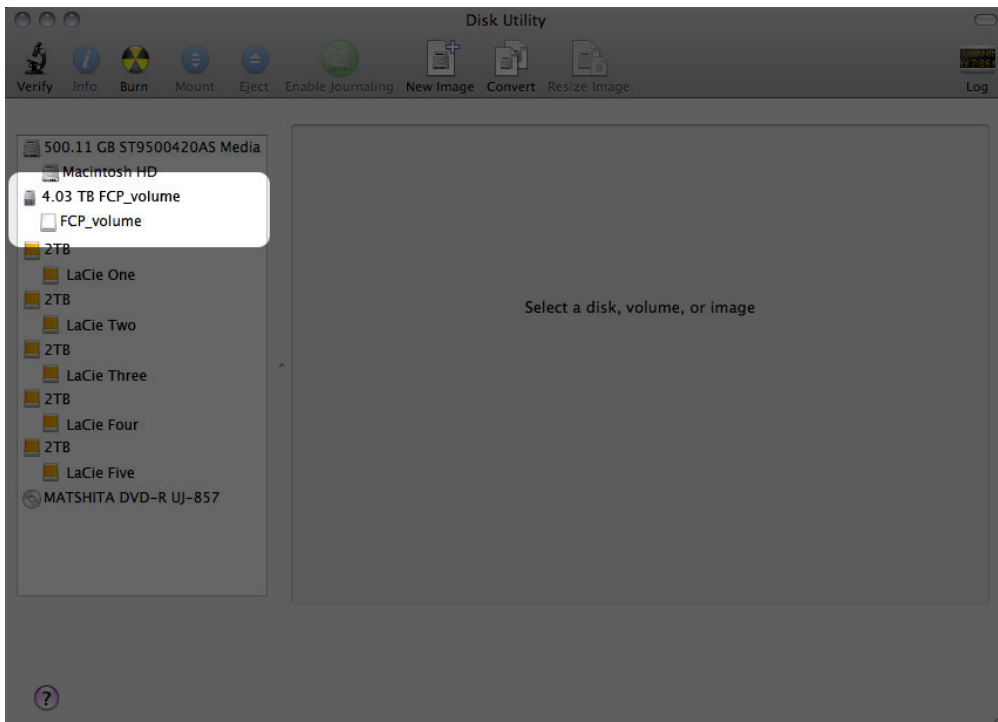 Disk Utility
Verify Info Burn Mount Eject Enable Journaling New Image Convert Resize Image Log
500.11 GB ST9500420AS Media
Macintosh HD
4.03 TB FCP_volume
FCP_volume
2TB
LaCie One
2TB
LaCie Two
2TB
LaCie Three
2TB
LaCie Four
2TB
LaCie Five
MATSHITA DVD-R UJ-857
Select a disk, volume, or image
?